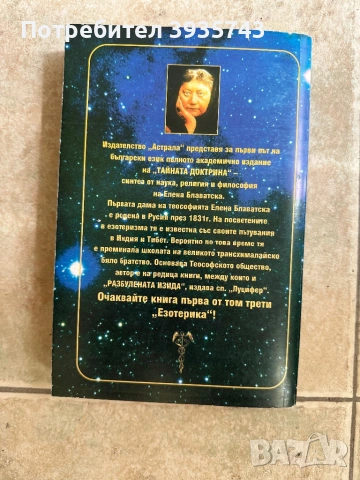 Потребител 3935743
Издателство "Астрала" представя за първи път на
български език пълното академично издание
на „ТАЙНАТА ДОКТРИНА" –
синтез от наука, религия и философия
на Елена Блаватска.
Първата дама на теософията Елена Блаватска
е родена в Русия през 1831г. На посветените
в езотеризма тя е известна със своите пътувания
в Индия и Тибет. Вероятно по това време тя
е преминала школата на великото трансхималайско
бяло братство. Основава Теософското общество,
автор е на редица книги, между които и
„РАЗБУЛЕНАТА ИЗИДА", издава сп. „Луцифер".
Очаквайте книга първа от том трети
„Езотерика"!
BAZAR